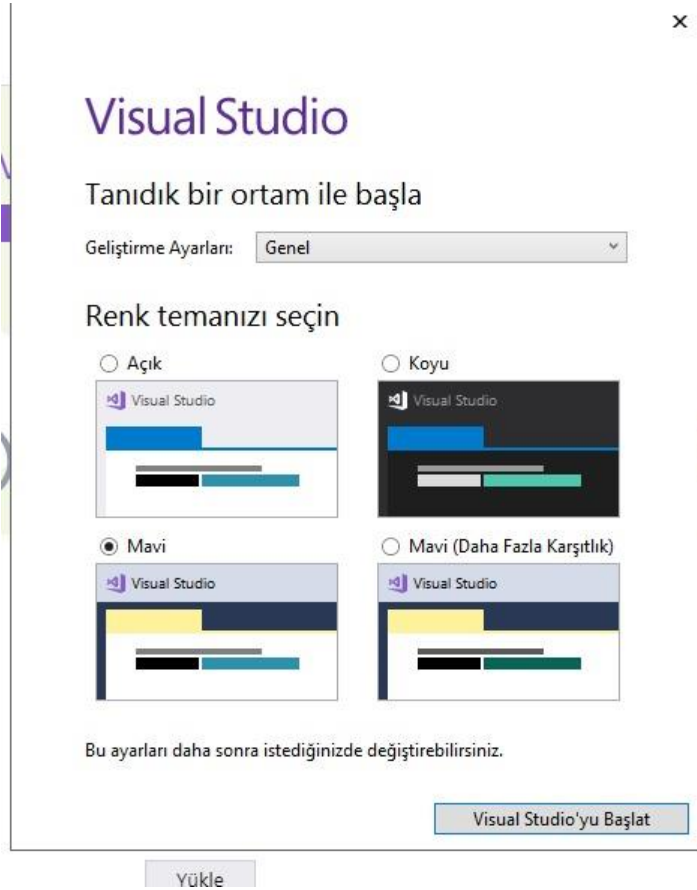 Visual Studio
Tanıdık bir ortam ile başla
Geliştirme Ayarları: Genel
Renk temanızı seçin
Açık Koyu
Visual Studio Visual Studio
Mavi Mavi (Daha Fazla Karşıtlık)
Visual Studio Visual Studio
Bu ayarları daha sonra istediğinizde değiştirebilirsiniz.
Visual Studio'yu Başlat
Yükle